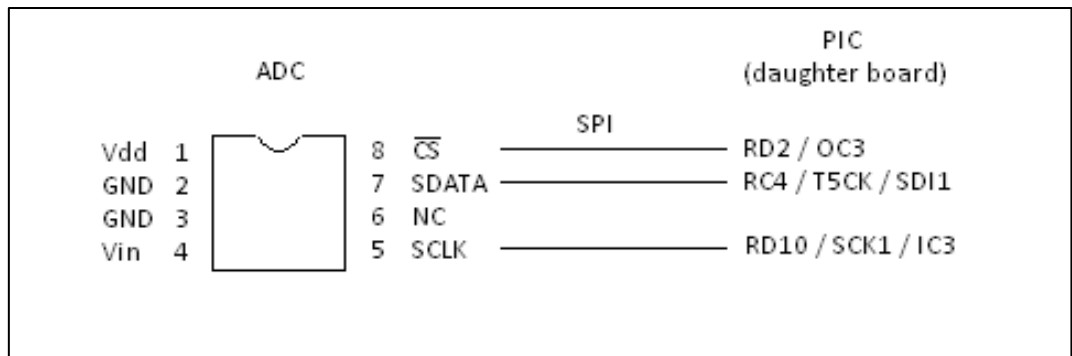 PIC
(daughter board)
ADC
SPI
Vdd 1
GND 2
GND 3
Vin 4
8 C̅S̅
7 SDATA
6 NC
5 SCLK
RD2 / OC3
RC4 / T5CK / SDI1
RD10 / SCK1 / IC3